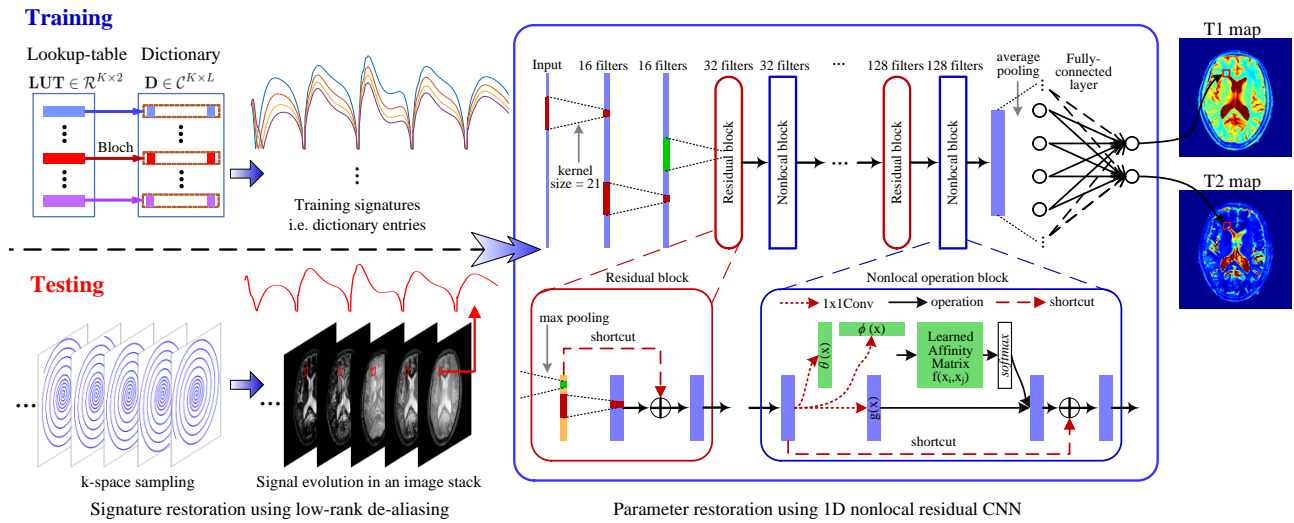 Training
Lookup-table
Dictionary
LUT ∈ R^{K×2}
D ∈ C^{K×L}
Bloch
Training signatures
i.e. dictionary entries
Input
16 filters
16 filters
32 filters
32 filters
...
128 filters
128 filters
average
pooling
Fully-
connected
layer
kernel
size = 21
Residual block
Nonlocal block
...
Residual block
Nonlocal block
T1 map
T2 map
Testing
k-space sampling
Signal evolution in an image stack
Signature restoration using low-rank de-aliasing
Residual block
max pooling
shortcut
Nonlocal operation block
1x1Conv
operation
shortcut
θ(x)
ϕ(x)
Learned
Affinity
Matrix
f(x_i,x_j)
softmax
g(x)
shortcut
Parameter restoration using 1D nonlocal residual CNN